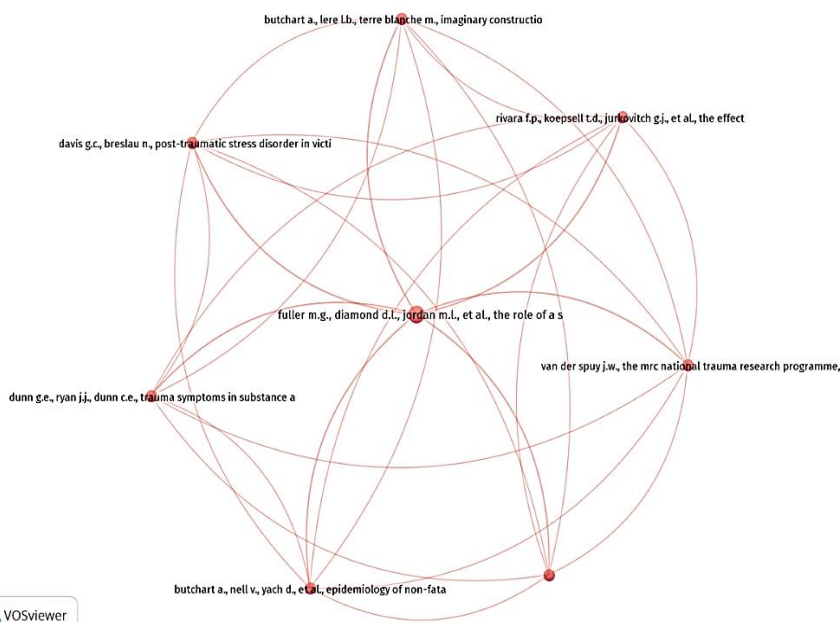 butchart a., lere l.b., terre blanche m., imaginary constructio
rivara f.p., koepsell t.d., jurkovitch g.j., et al., the effect
davis g.c., breslau n., post-traumatic stress disorder in victi
fuller m.g., diamond d.l., jordan m.l., et al., the role of a s
van der spuy j.w., the mrc national trauma research programme,
dunn g.e., ryan j.j., dunn c.e., trauma symptoms in substance a
butchart a., nell v., yach d., et al., epidemiology of non-fata
VOSviewer